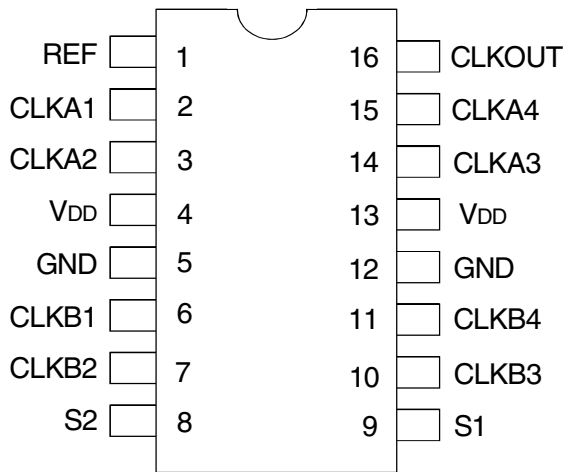 REF 1 16 CLKOUT
CLKA1 2 15 CLKA4
CLKA2 3 14 CLKA3
VDD 4 13 VDD
GND 5 12 GND
CLKB1 6 11 CLKB4
CLKB2 7 10 CLKB3
S2 8 9 S1